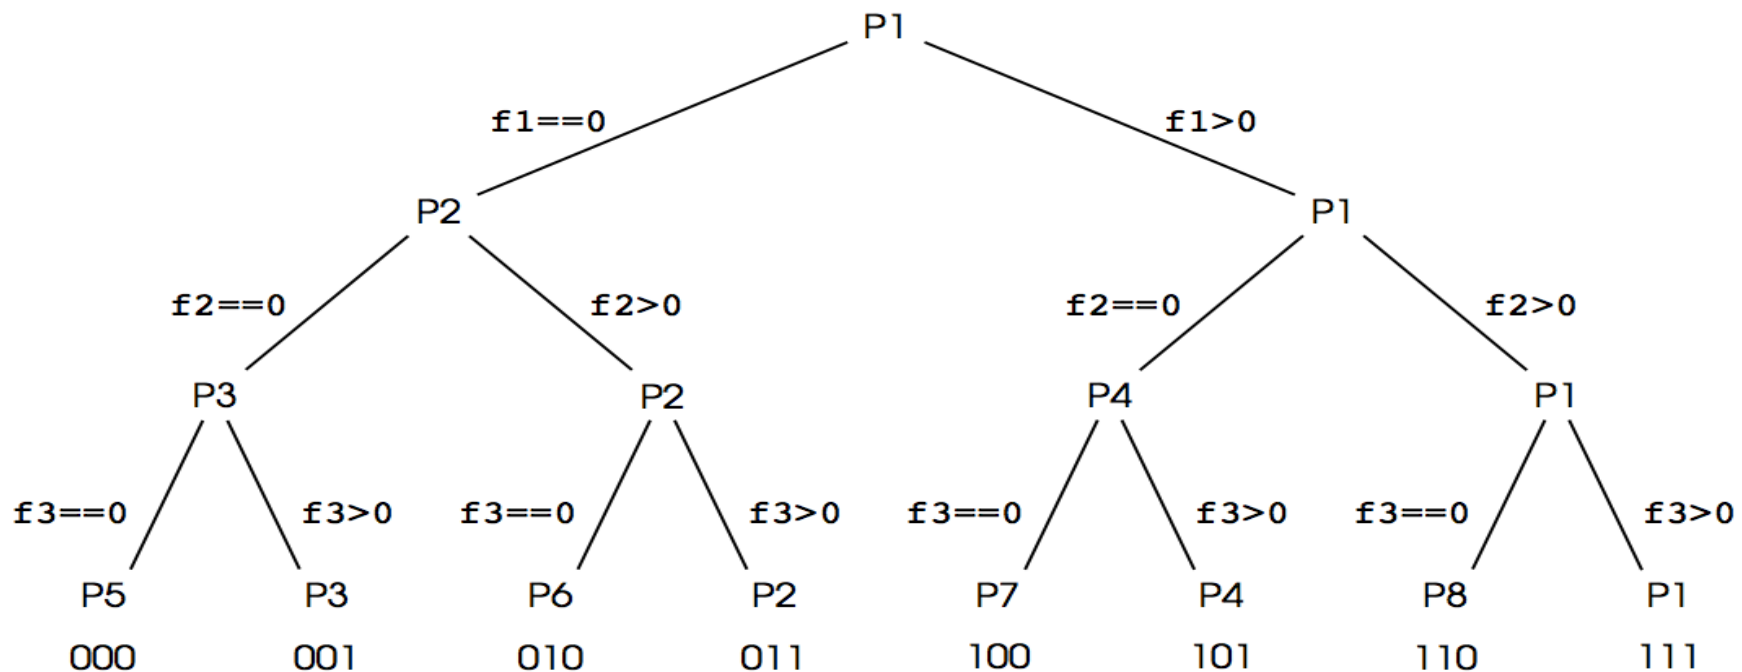 P1
f1==0 f1>0
P2 P1
f2==0 f2>0 f2==0 f2>0
P3 P2 P4 P1
f3==0 f3>0 f3==0 f3>0 f3==0 f3>0 f3==0 f3>0
P5 P3 P6 P2 P7 P4 P8 P1
000 001 010 011 100 101 110 111